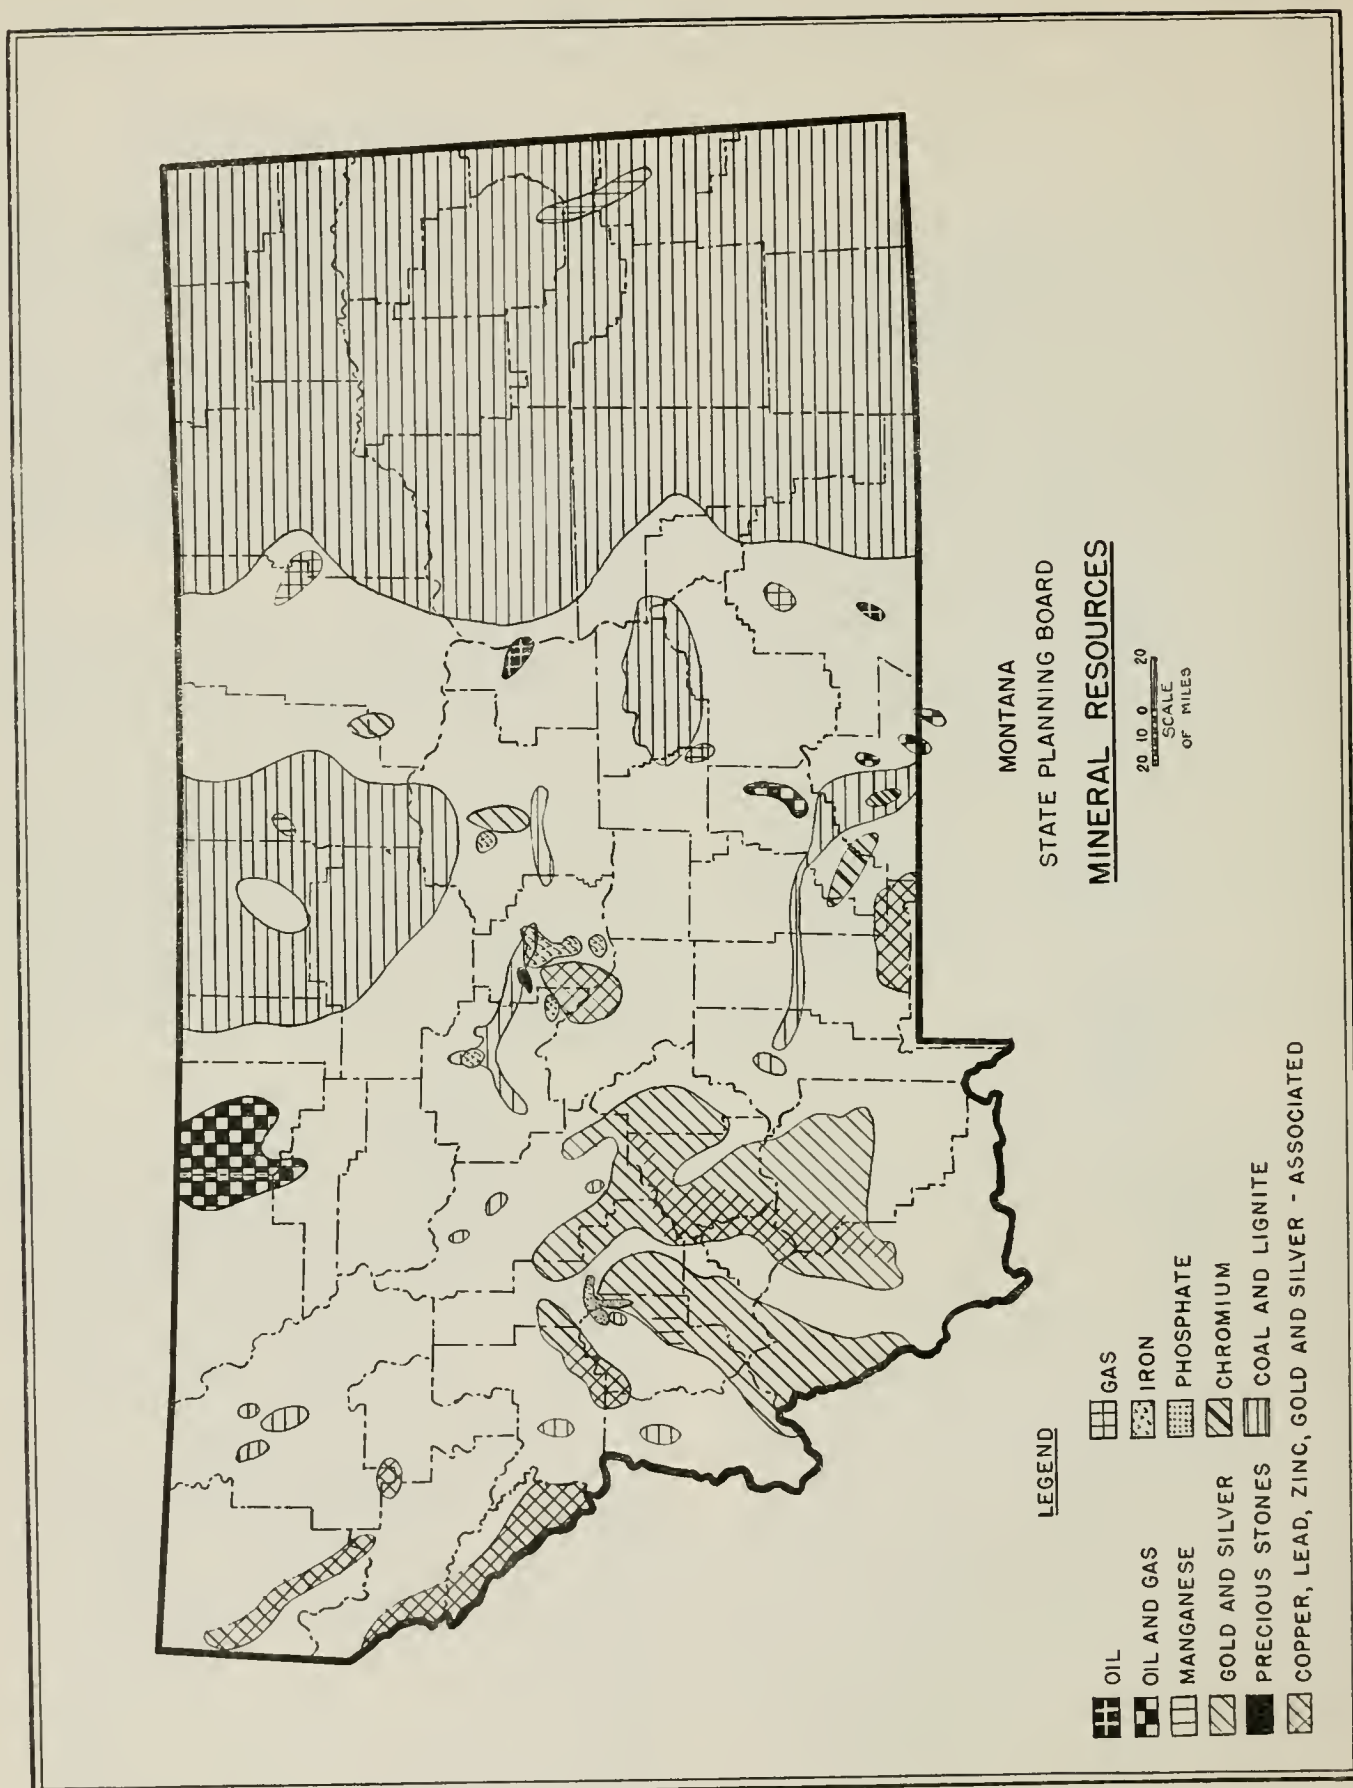 MONTANA
STATE PLANNING BOARD
MINERAL RESOURCES
20 10 0 20
SCALE
OF MILES
LEGEND
OIL
OIL AND GAS
MANGANESE
GOLD AND SILVER
PRECIOUS STONES
COPPER, LEAD, ZINC, GOLD AND SILVER - ASSOCIATED
GAS
IRON
PHOSPHATE
CHROMIUM
COAL AND LIGNITE